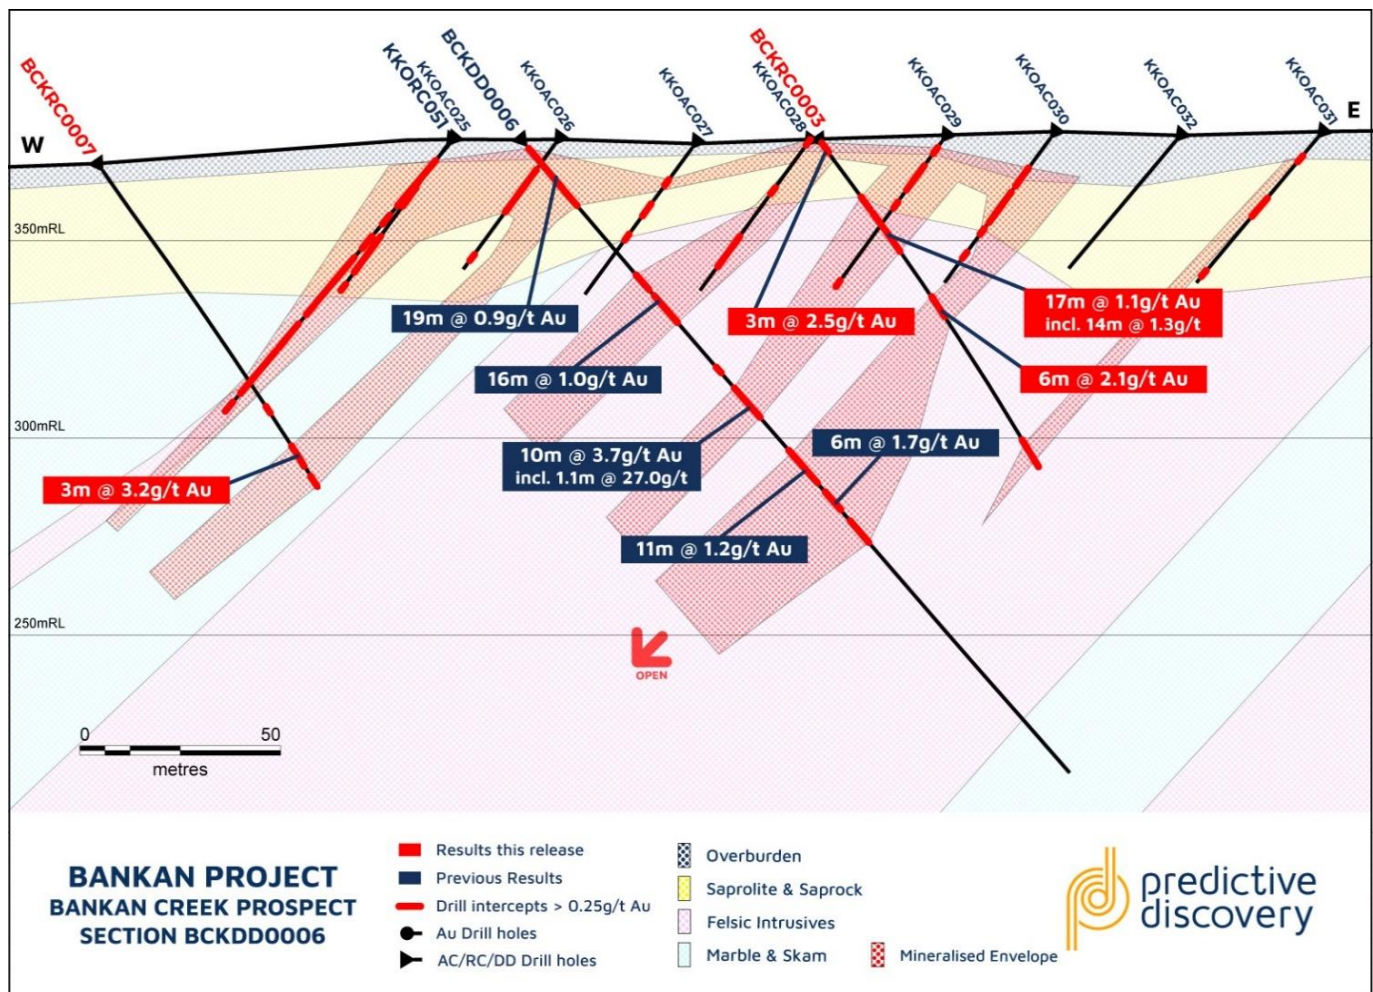 BCKRC0007
KKORC051
KKOAC025
BCKDD0006
KKOAC026
KKOAC027
KKOAC028
BCKRC0003
KKOAC029
KKOAC030
KKOAC032
KKOAC031
W
E
350mRL
19m @ 0.9g/t Au
3m @ 2.5g/t Au
17m @ 1.1g/t Au
incl. 14m @ 1.3g/t
16m @ 1.0g/t Au
6m @ 2.1g/t Au
300mRL
10m @ 3.7g/t Au
incl. 1.1m @ 27.0g/t
6m @ 1.7g/t Au
3m @ 3.2g/t Au
11m @ 1.2g/t Au
250mRL
OPEN
0 50
metres
BANKAN PROJECT
BANKAN CREEK PROSPECT
SECTION BCKDD0006
Results this release
Previous Results
Drill intercepts > 0.25g/t Au
Au Drill holes
AC/RC/DD Drill holes
Overburden
Saprolite & Saprock
Felsic Intrusives
Marble & Skarn
Mineralised Envelope
predictive
discovery